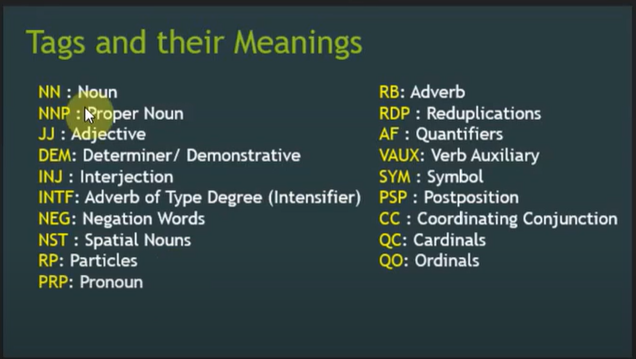 Tags and their Meanings
NN : Noun
NNP : Proper Noun
JJ : Adjective
DEM: Determiner/ Demonstrative
INJ : Interjection
INTF: Adverb of Type Degree (Intensifier)
NEG: Negation Words
NST : Spatial Nouns
RP: Particles
PRP: Pronoun
RB: Adverb
RDP : Reduplications
AF : Quantifiers
VAUX: Verb Auxiliary
SYM : Symbol
PSP : Postposition
CC : Coordinating Conjunction
QC: Cardinals
QO: Ordinals